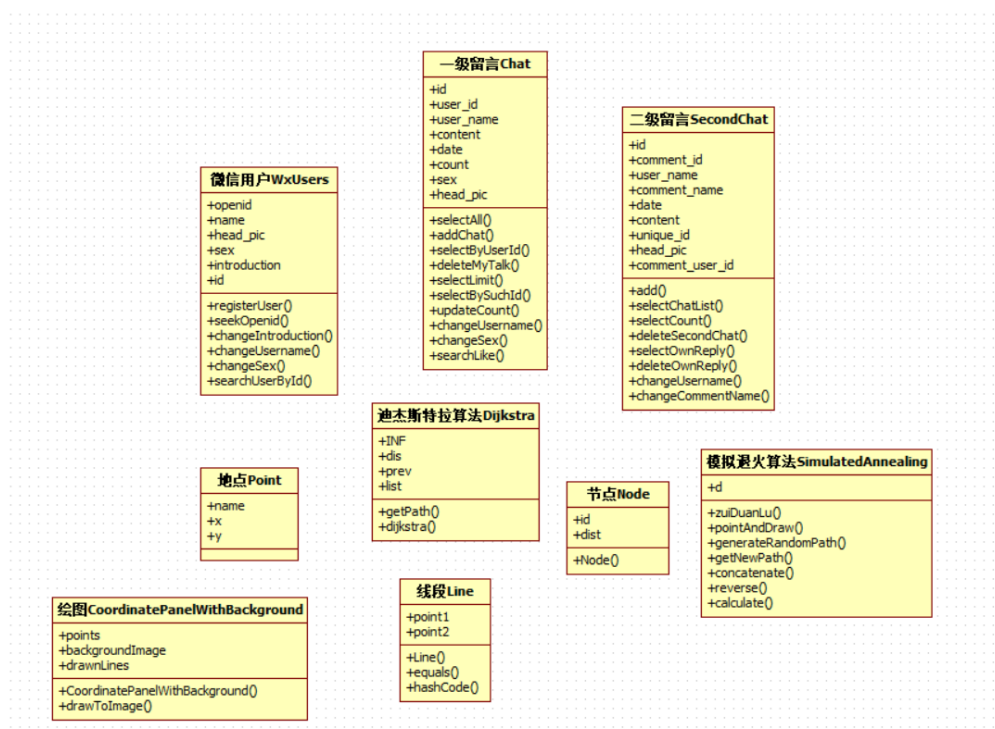 一级留言Chat
+id
+user_id
+user_name
+content
+date
+count
+sex
+head_pic
+selectAll()
+addChat()
+selectByUserId()
+deleteMyTalk()
+selectLimit()
+selectBySuchId()
+updateCount()
+changeUsername()
+changeSex()
+searchLike()
二级留言SecondChat
+id
+comment_id
+user_name
+comment_name
+date
+content
+unique_id
+head_pic
+comment_user_id
+add()
+selectChatList()
+selectCount()
+deleteSecondChat()
+selectOwnReply()
+deleteOwnReply()
+changeUsername()
+changeCommentName()
微信用户WxUsers
+openid
+name
+head_pic
+sex
+introduction
+id
+registerUser()
+seekOpenid()
+changeIntroduction()
+changeUsername()
+changeSex()
+searchUserById()
迪杰斯特拉算法Dijkstra
+INF
+dis
+prev
+list
+getPath()
+dijkstra()
模拟退火算法SimulatedAnnealing
+d
+zuiDuanLu()
+pointAndDraw()
+generateRandomPath()
+getNewPath()
+concatenate()
+reverse()
+calculate()
地点Point
+name
+x
+y
节点Node
+id
+dist
+Node()
线段Line
+point1
+point2
+Line()
+equals()
+hashCode()
绘图CoordinatePanelWithBackground
+points
+backgroundImage
+drawnLines
+CoordinatePanelWithBackground()
+drawToImage()